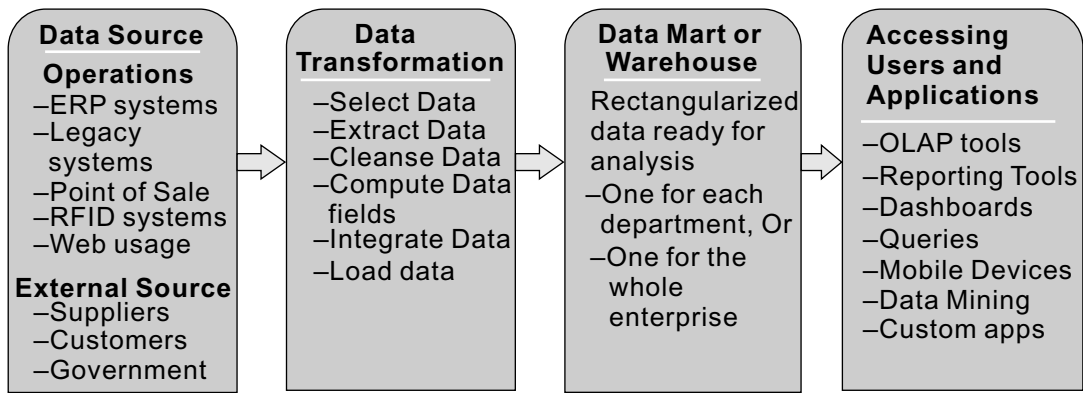 Data Source
Operations
–ERP systems
–Legacy
systems
–Point of Sale
–RFID systems
–Web usage
External Source
–Suppliers
–Customers
–Government
Data
Transformation
–Select Data
–Extract Data
–Cleanse Data
–Compute Data
fields
–Integrate Data
–Load data
Data Mart or
Warehouse
Rectangularized
data ready for
analysis
–One for each
department, Or
–One for the
whole
enterprise
Accessing
Users and
Applications
–OLAP tools
–Reporting Tools
–Dashboards
–Queries
–Mobile Devices
–Data Mining
–Custom apps